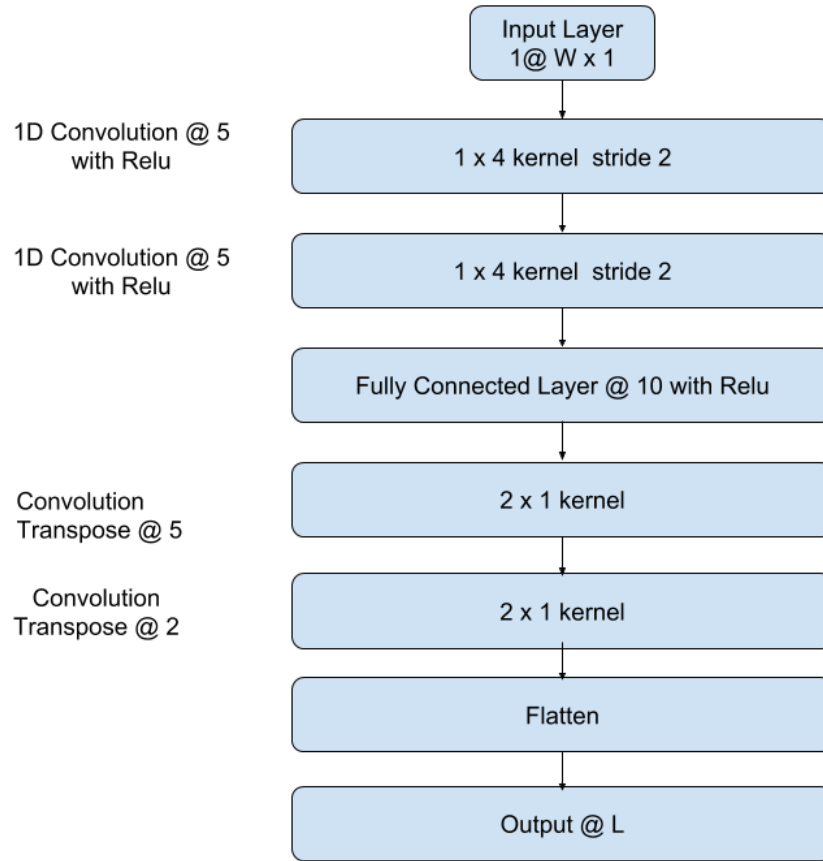 Input Layer
1@ W x 1
1D Convolution @ 5
with Relu
1 x 4 kernel  stride 2
1D Convolution @ 5
with Relu
1 x 4 kernel  stride 2
Fully Connected Layer @ 10 with Relu
Convolution
Transpose @ 5
2 x 1 kernel
Convolution
Transpose @ 2
2 x 1 kernel
Flatten
Output @ L